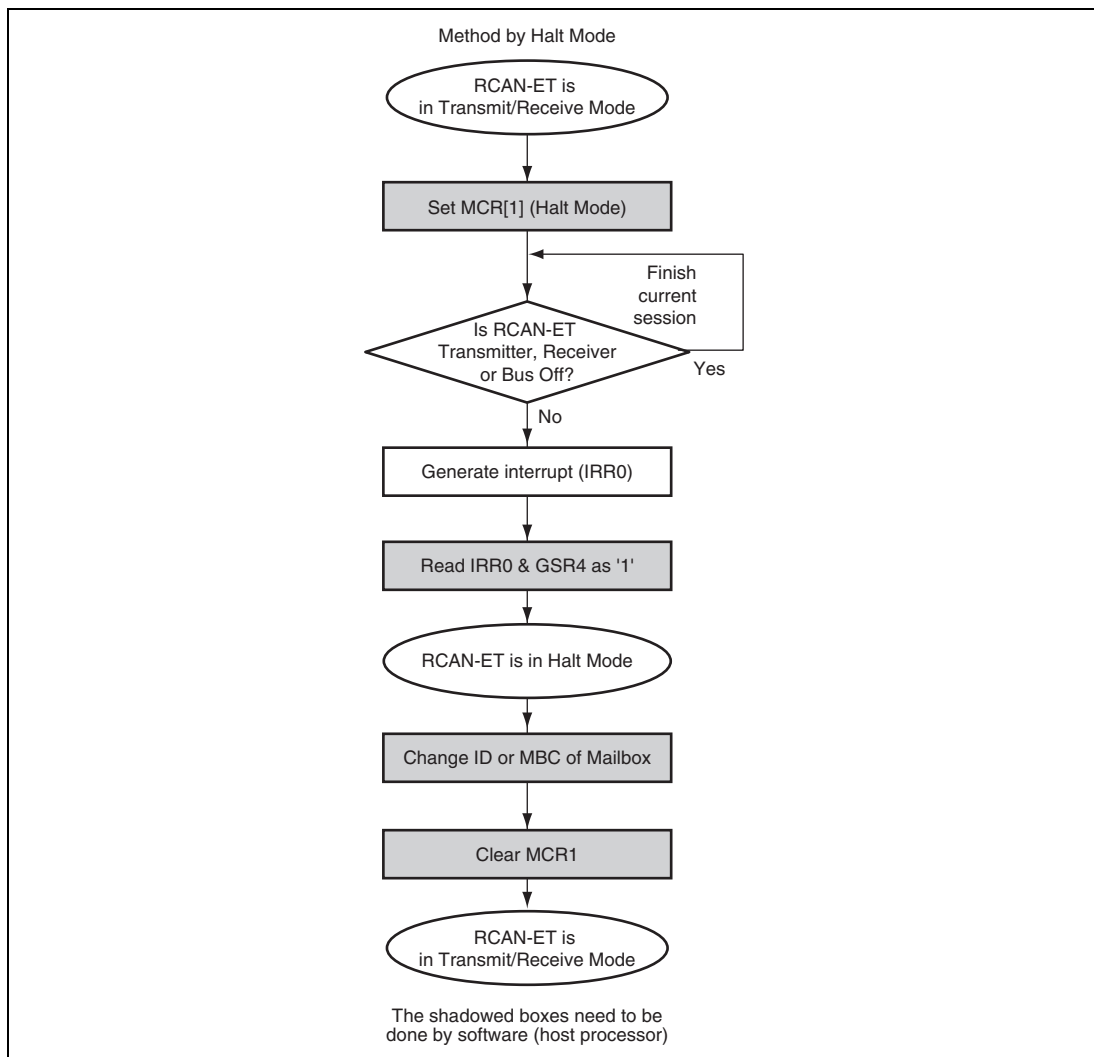 Method by Halt Mode
RCAN-ET is
in Transmit/Receive Mode
Set MCR[1] (Halt Mode)
Finish
current
session
Is RCAN-ET
Transmitter, Receiver
or Bus Off?
Yes
No
Generate interrupt (IRR0)
Read IRR0 & GSR4 as '1'
RCAN-ET is in Halt Mode
Change ID or MBC of Mailbox
Clear MCR1
RCAN-ET is
in Transmit/Receive Mode
The shadowed boxes need to be
done by software (host processor)